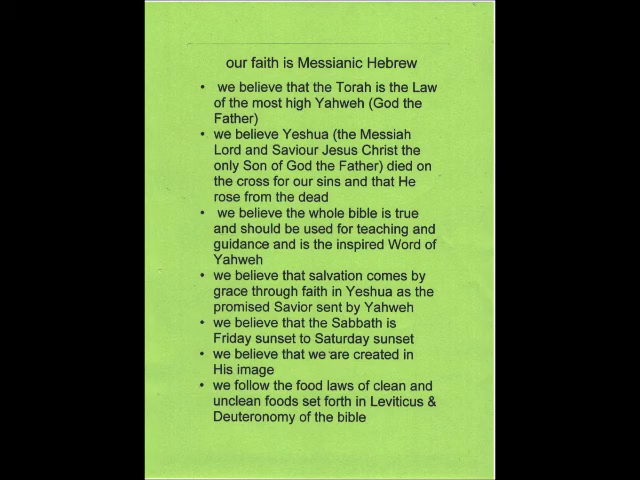 our faith is Messianic Hebrew
• we believe that the Torah is the Law
of the most high Yahweh (God the
Father)
• we believe Yeshua (the Messiah
Lord and Saviour Jesus Christ the
only Son of God the Father) died on
the cross for our sins and that He
rose from the dead
• we believe the whole bible is true
and should be used for teaching and
guidance and is the inspired Word of
Yahweh
• we believe that salvation comes by
grace through faith in Yeshua as the
promised Savior sent by Yahweh
• we believe that the Sabbath is
Friday sunset to Saturday sunset
• we believe that we are created in
His image
• we follow the food laws of clean and
unclean foods set forth in Leviticus &
Deuteronomy of the bible